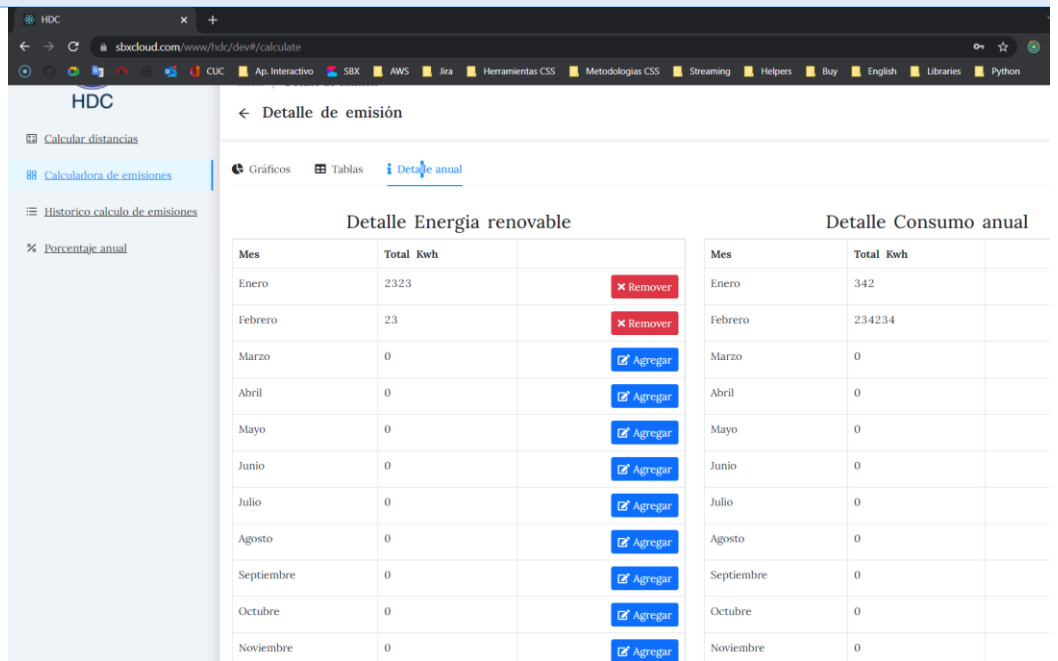 HDC
sbxcloud.com/www/hdc/dev#/calculate
CUC Ap. Interactivo SBX AWS Jira Herramientas CSS Metodologias CSS Streaming Helpers Buy English Libraries Python
HDC
Calcular distancias
Calculadora de emisiones
Historico calculo de emisiones
Porcentaje anual
← Detalle de emisión
Gráficos Tablas Detalle anual
Detalle Energia renovable
Mes Total Kwh
Enero 2323 Remover
Febrero 23 Remover
Marzo 0 Agregar
Abril 0 Agregar
Mayo 0 Agregar
Junio 0 Agregar
Julio 0 Agregar
Agosto 0 Agregar
Septiembre 0 Agregar
Octubre 0 Agregar
Noviembre 0 Agregar
Detalle Consumo anual
Mes Total Kwh
Enero 342
Febrero 234234
Marzo 0
Abril 0
Mayo 0
Junio 0
Julio 0
Agosto 0
Septiembre 0
Octubre 0
Noviembre 0